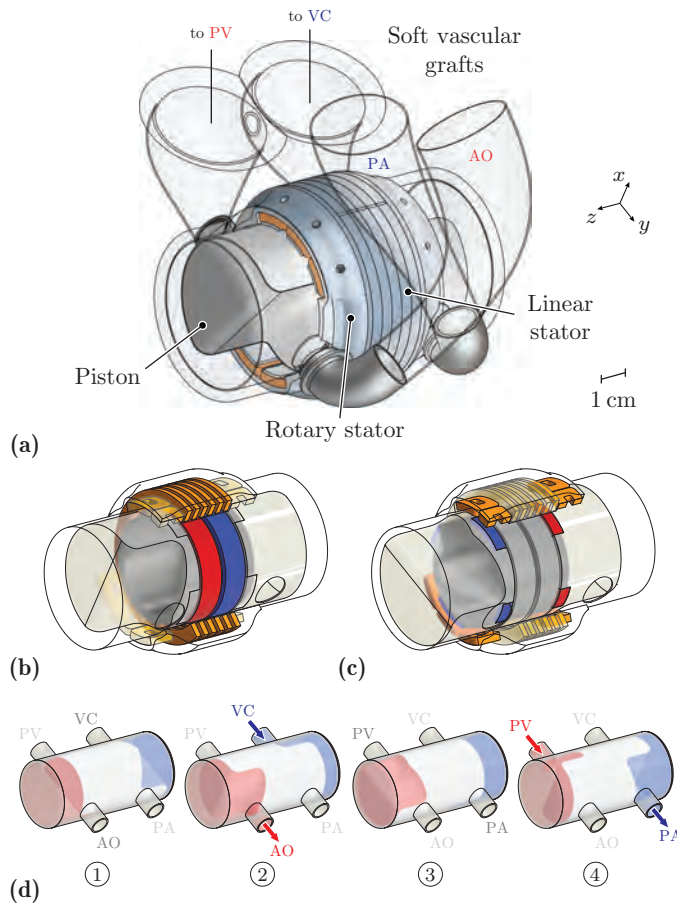 to PV
to VC
Soft vascular
grafts
PA
AO
x
z
y
Linear
stator
Piston
1 cm
Rotary stator
(a)
(b)
(c)
PV
VC
AO
PA
1
VC
PV
PA
AO
2
VC
PV
AO
PA
3
PV
VC
AO
PA
4
(d)